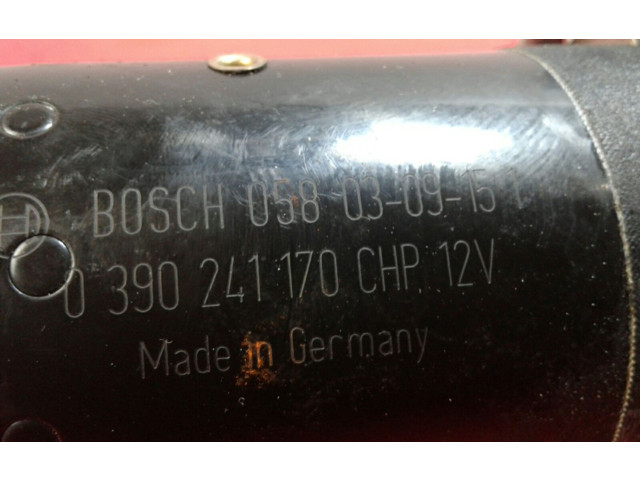 BOSCH 058 03-09-15
0 390 241 170 CHP 12V
Made in Germany